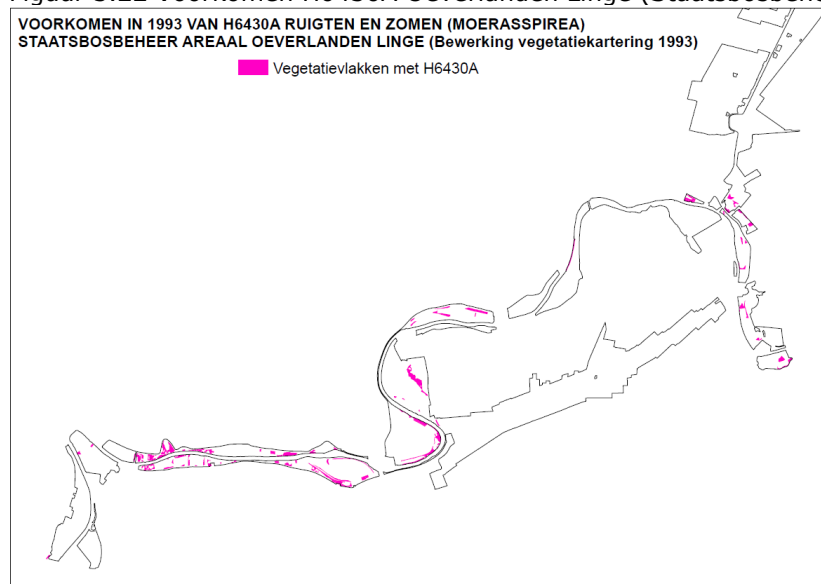 VOORKOMEN IN 1993 VAN H6430A RUIGTEN EN ZOMEN (MOERASSPIREA)
STAATSBOSBEHEER AREAAL OEVERLANDEN LINGE (Bewerking vegetatiekartering 1993)
Vegetatievlakken met H6430A